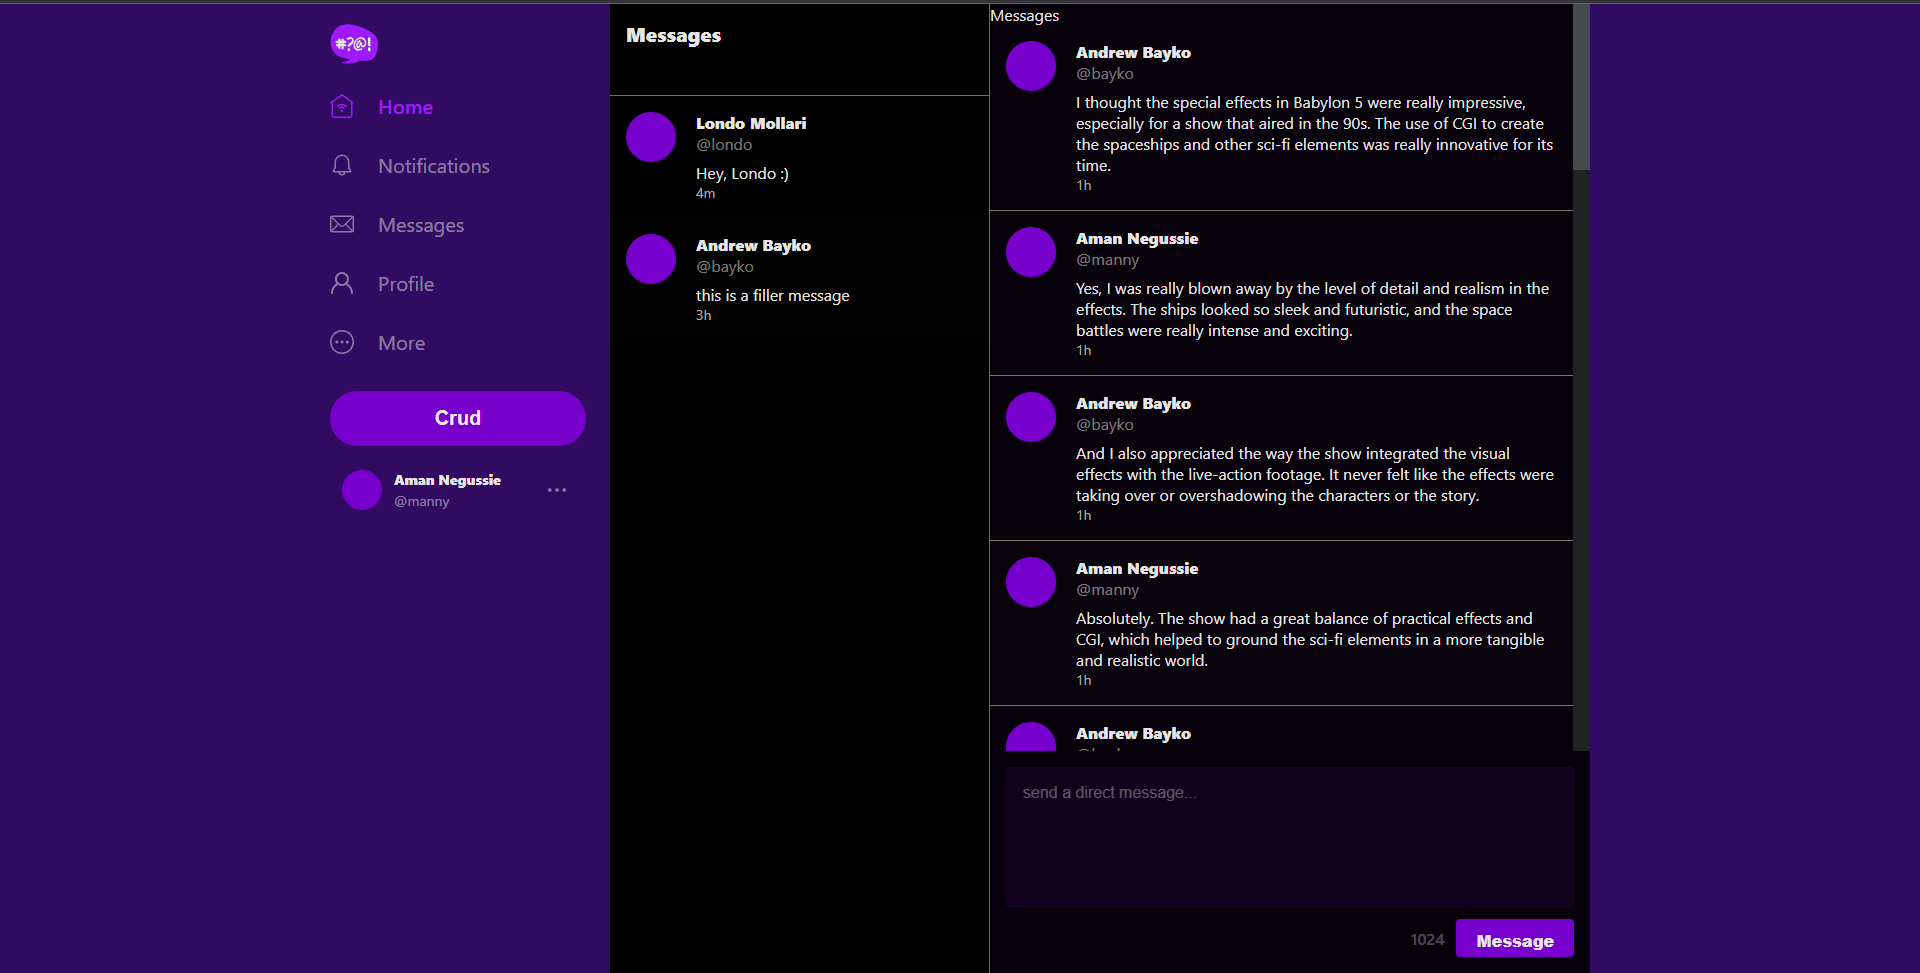 #?@!
Home
Notifications
Messages
Profile
More
Crud
Aman Negussie
@manny
Messages
Londo Mollari
@londo
Hey, Londo :)
4m
Andrew Bayko
@bayko
this is a filler message
3h
Messages
Andrew Bayko
@bayko
I thought the special effects in Babylon 5 were really impressive,
especially for a show that aired in the 90s. The use of CGI to create
the spaceships and other sci-fi elements was really innovative for its
time.
1h
Aman Negussie
@manny
Yes, I was really blown away by the level of detail and realism in the
effects. The ships looked so sleek and futuristic, and the space
battles were really intense and exciting.
1h
Andrew Bayko
@bayko
And I also appreciated the way the show integrated the visual
effects with the live-action footage. It never felt like the effects were
taking over or overshadowing the characters or the story.
1h
Aman Negussie
@manny
Absolutely. The show had a great balance of practical effects and
CGI, which helped to ground the sci-fi elements in a more tangible
and realistic world.
1h
Andrew Bayko
send a direct message...
1024
Message